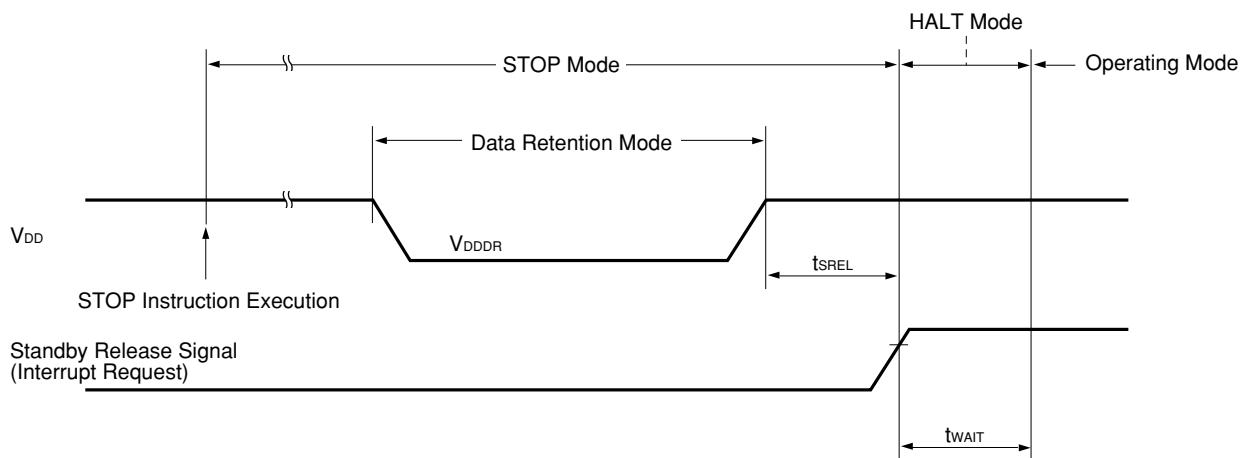 HALT Mode
STOP Mode
Operating Mode
Data Retention Mode
VDD
VDDDR
tSREL
STOP Instruction Execution
Standby Release Signal
(Interrupt Request)
tWAIT